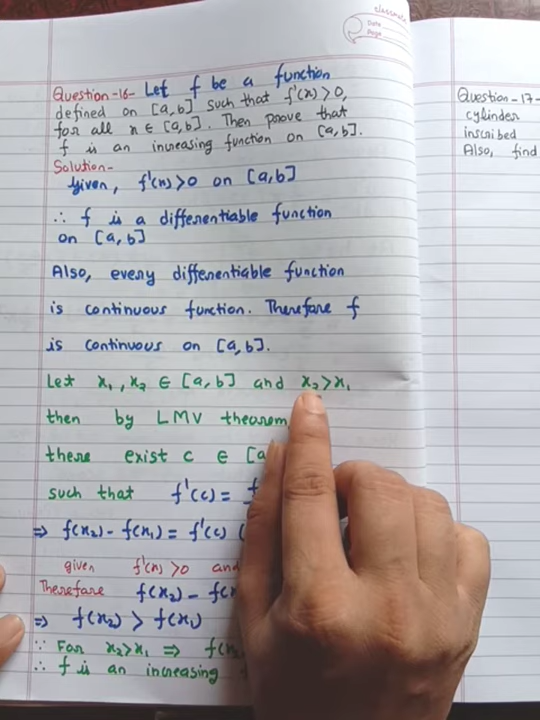 classmate
Date
Page
Question-16- Let f be a function
defined on [a,b] such that f'(x)>0,
for all x ∈ [a,b]. Then prove that
f is an increasing function on [a,b].
Solution-
Given, f'(x)>0 on [a,b]
∴ f is a differentiable function
on [a,b]
Also, every differentiable function
is continuous function. Therefore f
is continuous on [a,b].
Let x₁, x₂ ∈ [a,b] and x₂>x₁
then by LMV theorem
there exist c ∈ [a
such that f'(c) =
⇒ f(x₂)-f(x₁) = f'(c) (
given f'(x)>0 and
Therefore f(x₂) - f(x
⇒ f(x₂) > f(x₁)
∵ For x₂>x₁ ⇒ f(x₂
∴ f is an increasing
Question-17-
cylinder
inscribed
Also, find